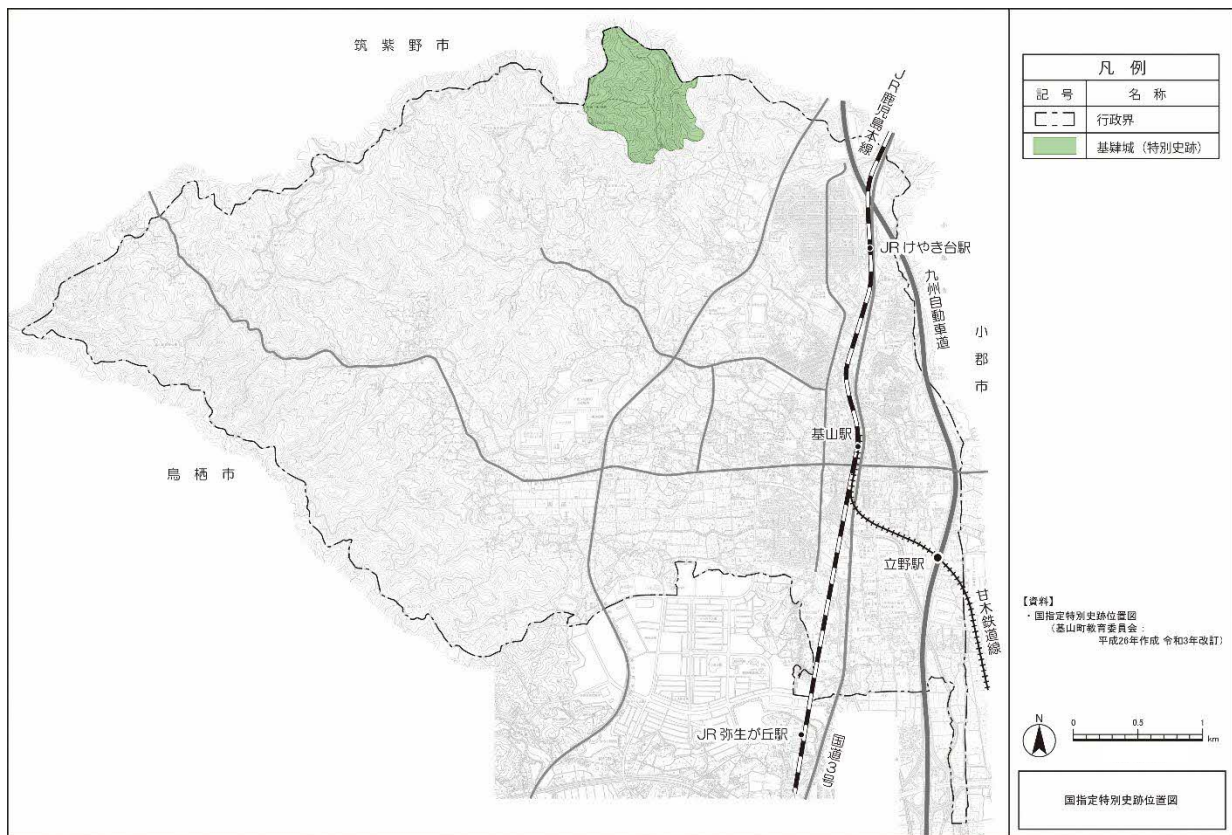 筑紫野市
JR鹿児島本線
JRけやき台駅
九州自動車道
小郡市
基山駅
鳥栖市
立野駅
甘木鉄道線
JR弥生が丘駅
国道3号
凡 例
記 号
名 称
行政界
基肄城（特別史跡）
【資料】
・国指定特別史跡位置図
（基山町教育委員会：
平成26年作成 令和3年改訂）
N
0
0.5
1
km
国指定特別史跡位置図